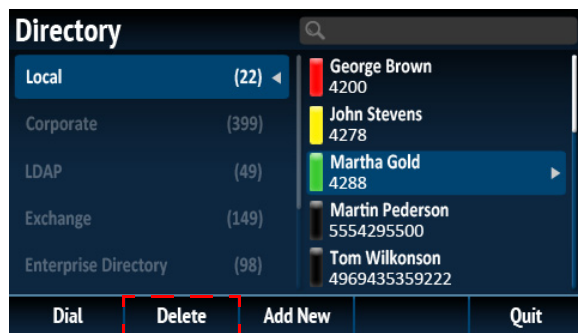 Directory
Local (22)
Corporate (399)
LDAP (49)
Exchange (149)
Enterprise Directory (98)
George Brown
4200
John Stevens
4278
Martha Gold
4288
Martin Pederson
5554295500
Tom Wilkonson
4969435359222
Dial Delete Add New Quit